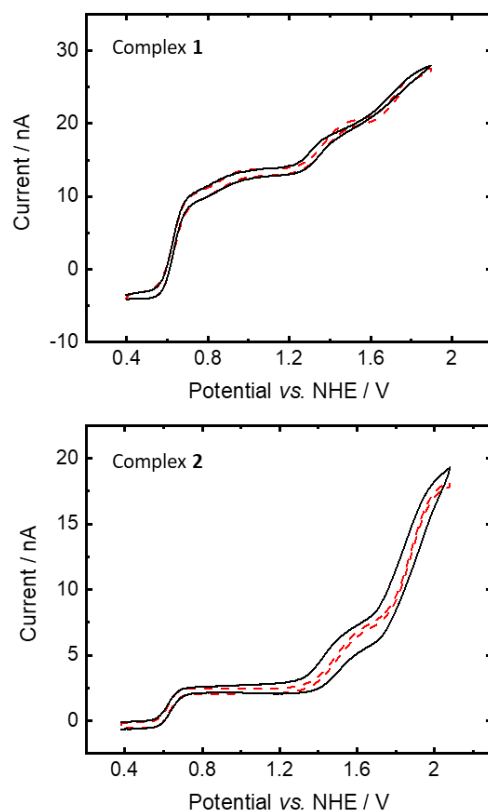 30
Complex 1
20
10
0
-10
Current / nA
0.4 0.8 1.2 1.6 2
Potential vs. NHE / V
20
Complex 2
15
10
5
0
Current / nA
0.4 0.8 1.2 1.6 2
Potential vs. NHE / V